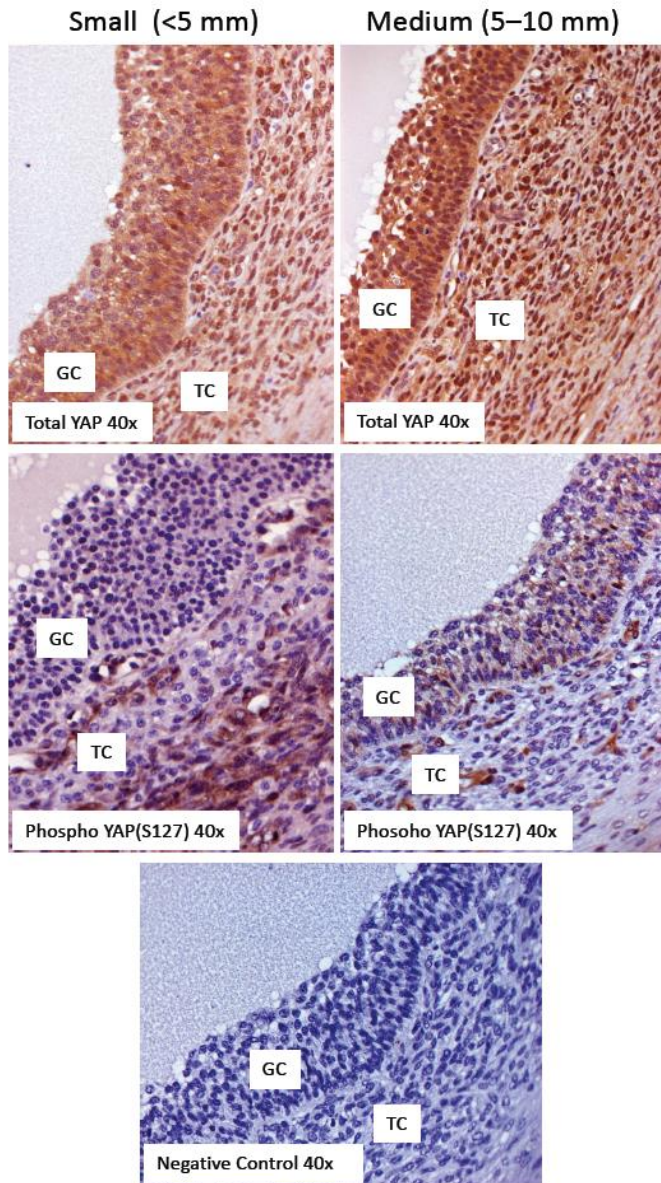 Small (<5 mm)
Medium (5–10 mm)
GC
TC
Total YAP 40x
GC
TC
Total YAP 40x
GC
TC
Phospho YAP(S127) 40x
GC
TC
Phosoho YAP(S127) 40x
GC
TC
Negative Control 40x